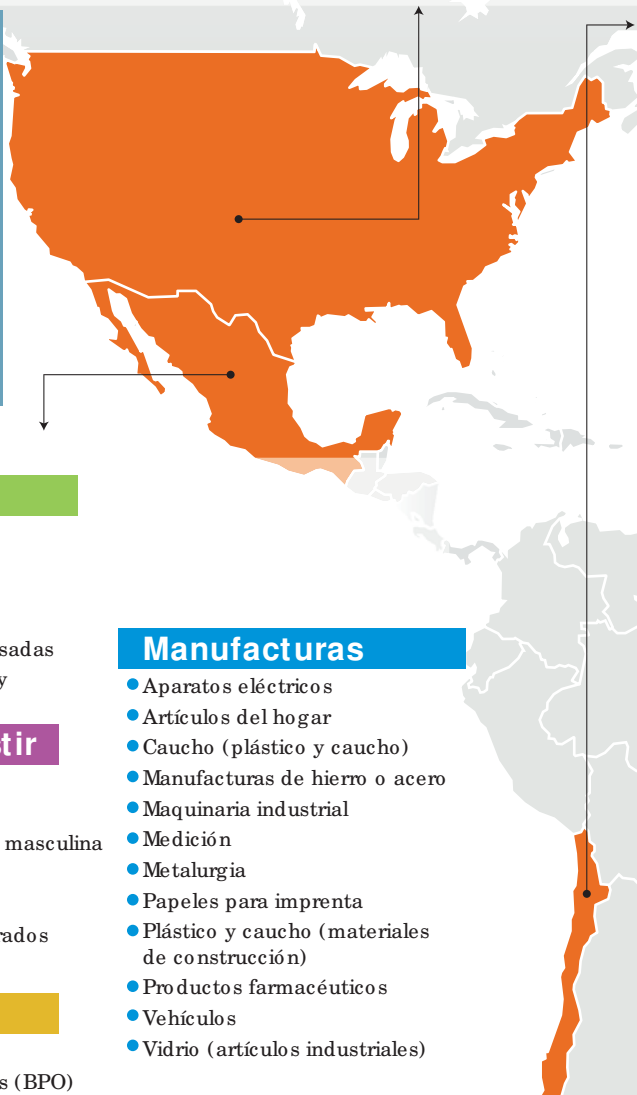 sadas
y
tir
masculina
rados
s (BPO)
Manufacturas
Aparatos eléctricos
Artículos del hogar
Caucho (plástico y caucho)
Manufacturas de hierro o acero
Maquinaria industrial
Medición
Metalurgia
Papeles para imprenta
Plástico y caucho (materiales
de construcción)
Productos farmacéuticos
Vehículos
Vidrio (artículos industriales)